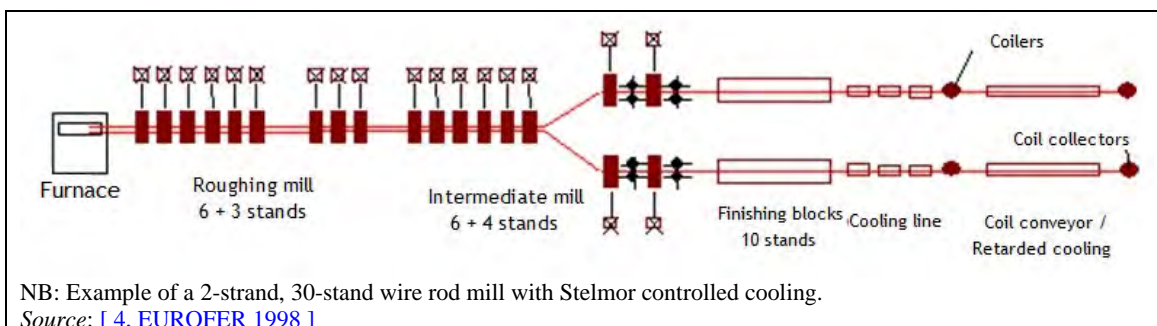 Coilers
Coil collectors
Furnace
Roughing mill
6 + 3 stands
Intermediate mill
6 + 4 stands
Finishing blocks
10 stands
Cooling line
Coil conveyor /
Retarded cooling
NB: Example of a 2-strand, 30-stand wire rod mill with Stelmor controlled cooling.
Source: [ 4, EUROFER 1998 ]